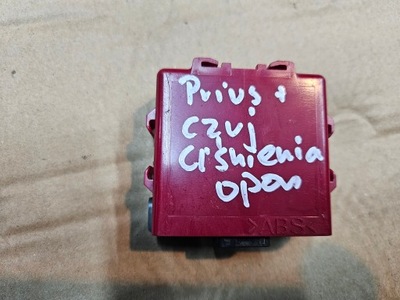 Prius +
czuj
ciśnienia
opon
>ABS<